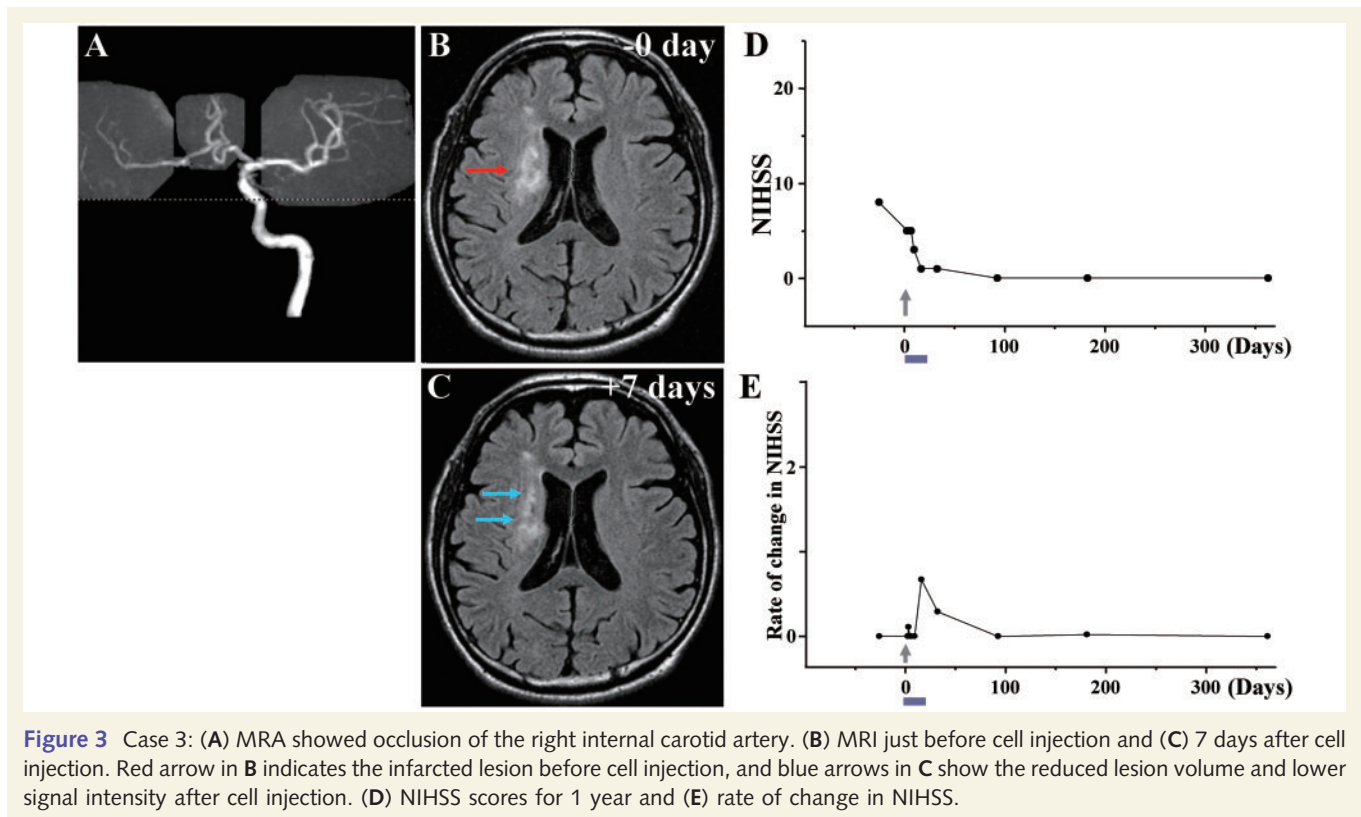 A
B
-0 day
C
+7 days
D
NIHSS
20
10
0
0
100
200
300 (Days)
E
Rate of change in NIHSS
2
0
0
100
200
300 (Days)
Figure 3 Case 3: (A) MRA showed occlusion of the right internal carotid artery. (B) MRI just before cell injection and (C) 7 days after cell
injection. Red arrow in B indicates the infarcted lesion before cell injection, and blue arrows in C show the reduced lesion volume and lower
signal intensity after cell injection. (D) NIHSS scores for 1 year and (E) rate of change in NIHSS.